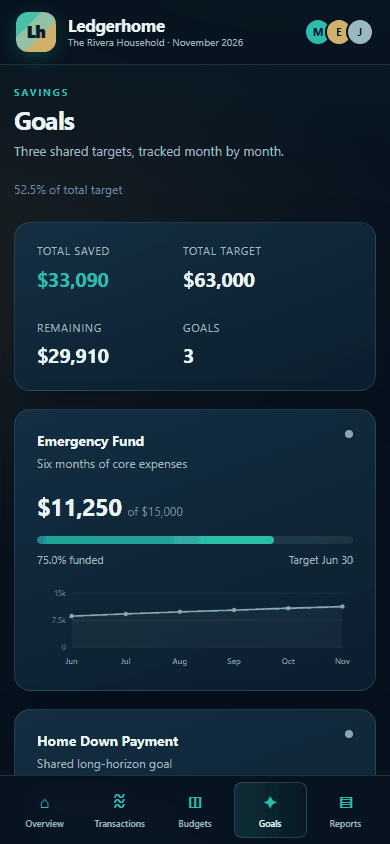 Lh
Ledgerhome
The Rivera Household · November 2026
M E J
SAVINGS
Goals
Three shared targets, tracked month by month.
52.5% of total target
TOTAL SAVED TOTAL TARGET
$33,090 $63,000
REMAINING GOALS
$29,910 3
Emergency Fund
Six months of core expenses
$11,250 of $15,000
75.0% funded Target Jun 30
15k
7.5k
0
Jun Jul Aug Sep Oct Nov
Home Down Payment
Shared long-horizon goal
Overview Transactions Budgets Goals Reports